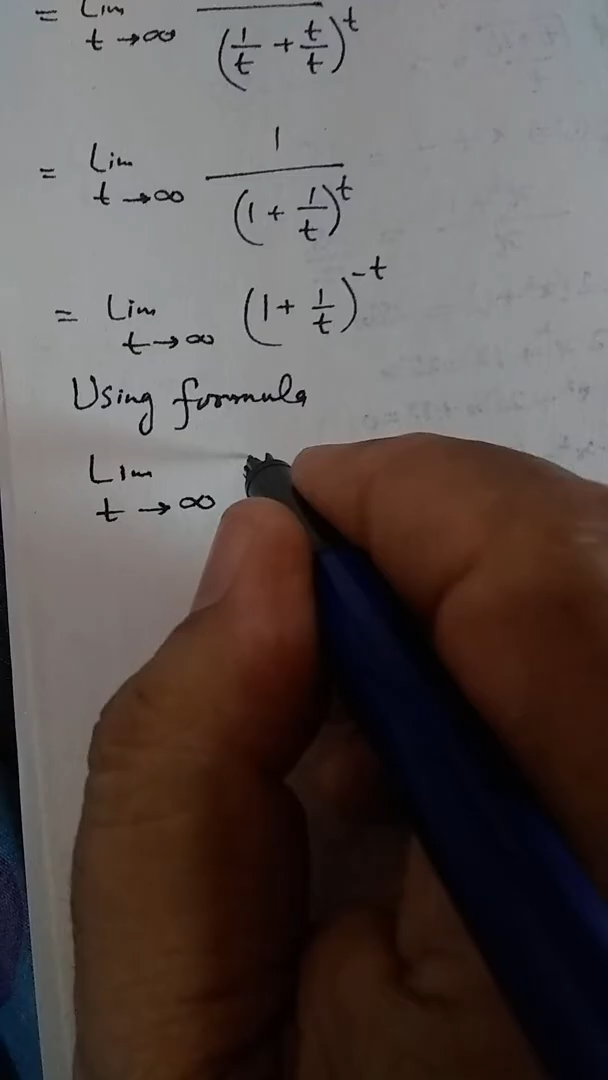 = Lim t→∞ ——— (1/t + t/t)^t
= Lim t→∞ 1/(1 + 1/t)^t
= Lim t→∞ (1 + 1/t)^-t
Using formula
Lim t→∞